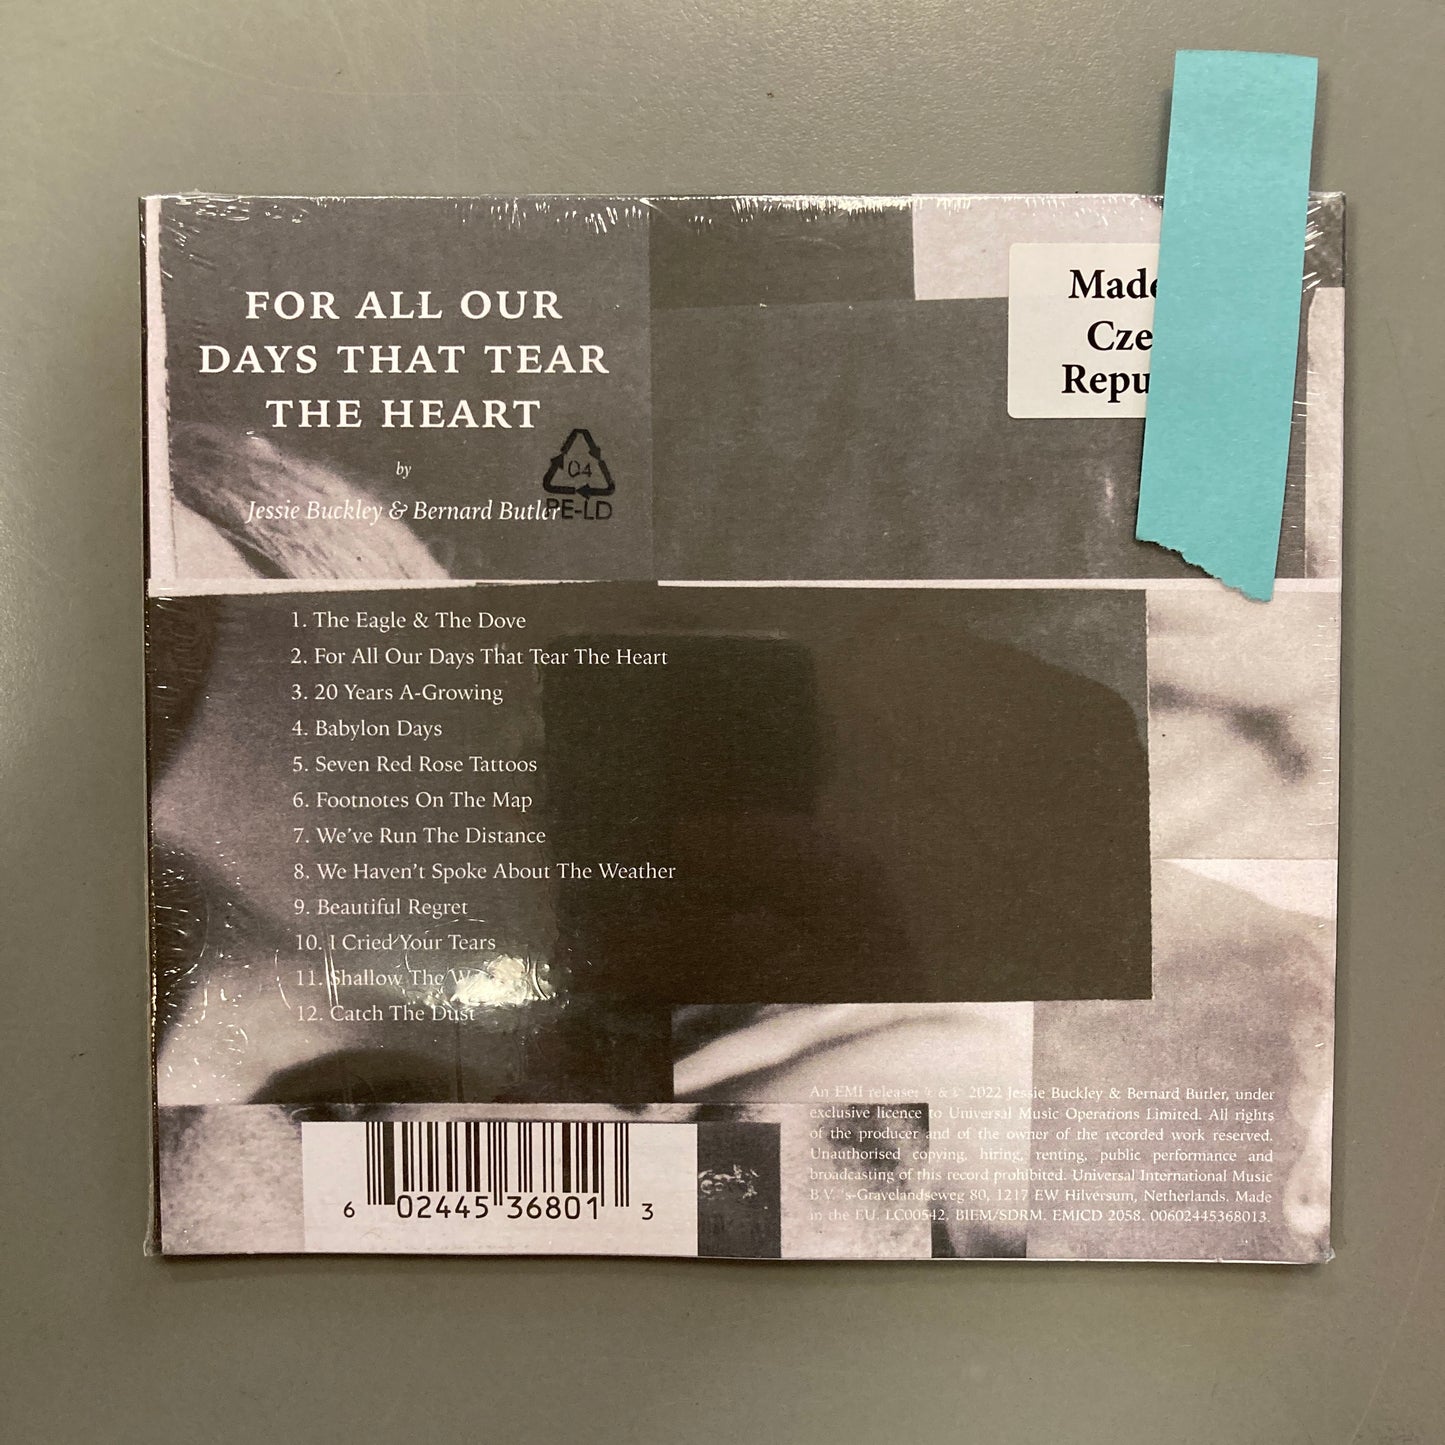 FOR ALL OUR
DAYS THAT TEAR
THE HEART
by
Jessie Buckley & Bernard Butler
04
PE-LD
Made
Cze
Repu
1. The Eagle & The Dove
2. For All Our Days That Tear The Heart
3. 20 Years A-Growing
4. Babylon Days
5. Seven Red Rose Tattoos
6. Footnotes On The Map
7. We've Run The Distance
8. We Haven't Spoke About The Weather
9. Beautiful Regret
10. I Cried Your Tears
11. Shallow The
12. Catch The Dust
An EMI release; & 2022 Jessie Buckley & Bernard Butler, under
exclusive licence to Universal Music Operations Limited. All rights
of the producer and of the owner of the recorded work reserved.
Unauthorised copying, hiring, renting, public performance and
broadcasting of this record prohibited. Universal International Music
B.V. 's-Gravelandseweg 80, 1217 EW Hilversum, Netherlands. Made
in the EU. LC00542. BIEM/SDRM. EMICD 2058. 00602445368013.
6 02445 36801 3